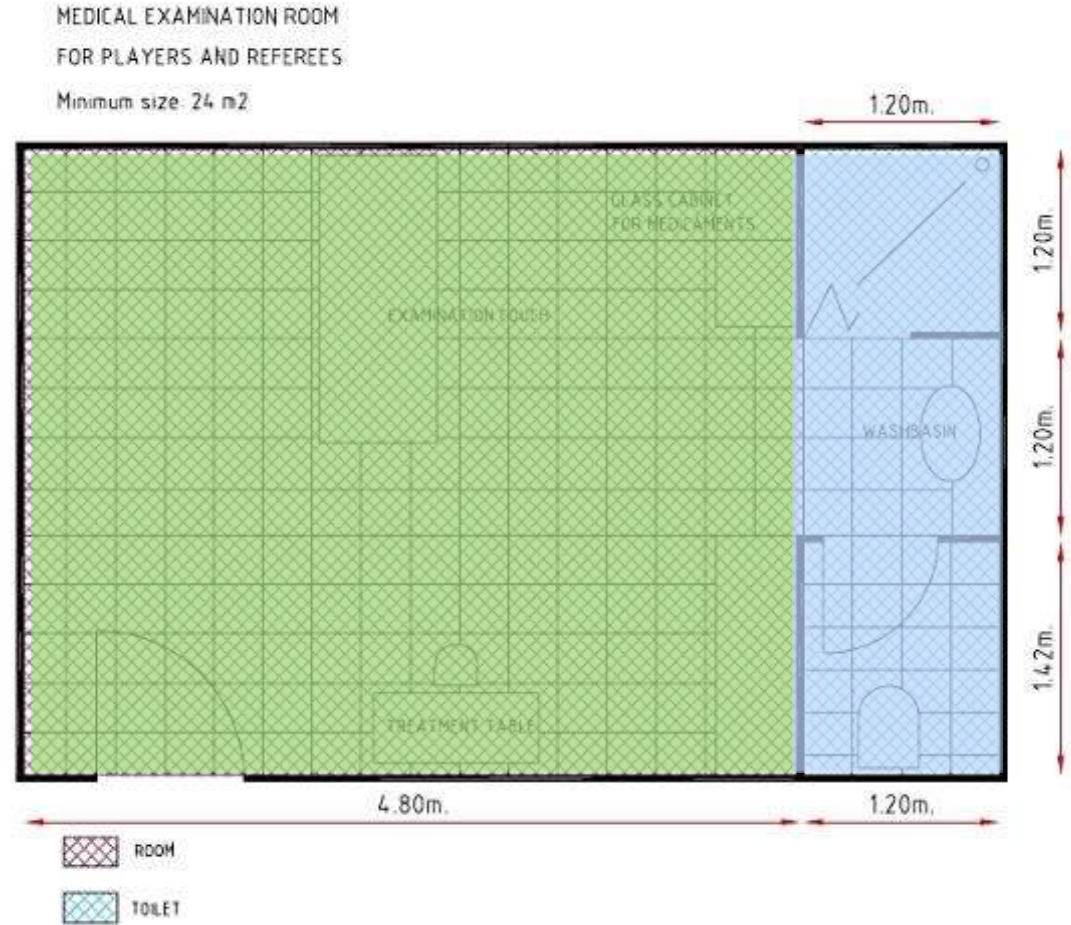 MEDICAL EXAMINATION ROOM
FOR PLAYERS AND REFEREES
Minimum size 24 m2
1.20m.
GLASS CABINET
FOR MEDICAMENTS
1.20m.
EXAMINATION COUCH
WASHBASIN
1.20m.
1.42m.
TREATMENT TABLE
4.80m.
1.20m.
ROOM
TOILET